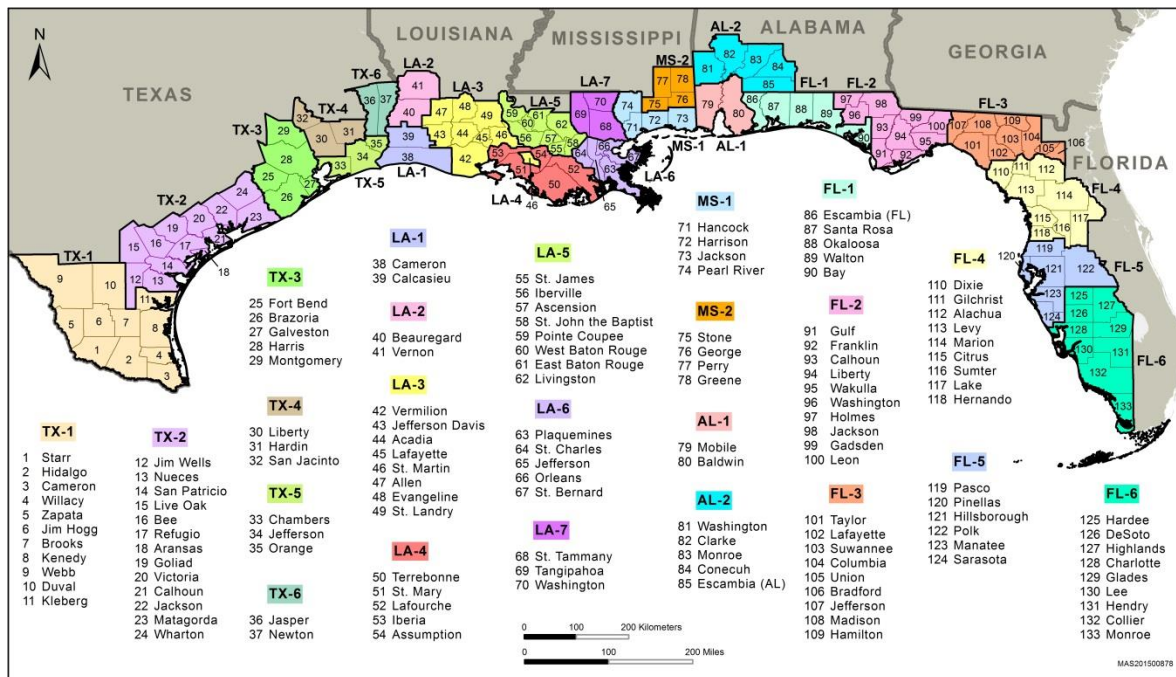 N
TEXAS
LOUISIANA
MISSISSIPPI
ALABAMA
GEORGIA
FLORIDA
TX-1
TX-2
TX-3
TX-4
TX-5
TX-6
LA-1
LA-2
LA-3
LA-4
LA-5
LA-6
LA-7
MS-1
MS-2
AL-1
AL-2
FL-1
FL-2
FL-3
FL-4
FL-5
FL-6
TX-1
1 Starr
2 Hidalgo
3 Cameron
4 Willacy
5 Zapata
6 Jim Hogg
7 Brooks
8 Kenedy
9 Webb
10 Duval
11 Kleberg
TX-2
12 Jim Wells
13 Nueces
14 San Patricio
15 Live Oak
16 Bee
17 Refugio
18 Aransas
19 Goliad
20 Victoria
21 Calhoun
22 Jackson
23 Matagorda
24 Wharton
TX-3
25 Fort Bend
26 Brazoria
27 Galveston
28 Harris
29 Montgomery
TX-4
30 Liberty
31 Hardin
32 San Jacinto
TX-5
33 Chambers
34 Jefferson
35 Orange
TX-6
36 Jasper
37 Newton
LA-1
38 Cameron
39 Calcasieu
LA-2
40 Beauregard
41 Vernon
LA-3
42 Vermilion
43 Jefferson Davis
44 Acadia
45 Lafayette
46 St. Martin
47 Allen
48 Evangeline
49 St. Landry
LA-4
50 Terrebonne
51 St. Mary
52 Lafourche
53 Iberia
54 Assumption
LA-5
55 St. James
56 Iberville
57 Ascension
58 St. John the Baptist
59 Pointe Coupee
60 West Baton Rouge
61 East Baton Rouge
62 Livingston
LA-6
63 Plaquemines
64 St. Charles
65 Jefferson
66 Orleans
67 St. Bernard
LA-7
68 St. Tammany
69 Tangipahoa
70 Washington
MS-1
71 Hancock
72 Harrison
73 Jackson
74 Pearl River
MS-2
75 Stone
76 George
77 Perry
78 Greene
AL-1
79 Mobile
80 Baldwin
AL-2
81 Washington
82 Clarke
83 Monroe
84 Conecuh
85 Escambia (AL)
FL-1
86 Escambia (FL)
87 Santa Rosa
88 Okaloosa
89 Walton
90 Bay
FL-2
91 Gulf
92 Franklin
93 Calhoun
94 Liberty
95 Wakulla
96 Washington
97 Holmes
98 Jackson
99 Gadsden
100 Leon
FL-3
101 Taylor
102 Lafayette
103 Suwannee
104 Columbia
105 Union
106 Bradford
107 Jefferson
108 Madison
109 Hamilton
FL-4
110 Dixie
111 Gilchrist
112 Alachua
113 Levy
114 Marion
115 Citrus
116 Sumter
117 Lake
118 Hernando
FL-5
119 Pasco
120 Pinellas
121 Hillsborough
122 Polk
123 Manatee
124 Sarasota
FL-6
125 Hardee
126 DeSoto
127 Highlands
128 Charlotte
129 Glades
130 Lee
131 Hendry
132 Collier
133 Monroe
0 100 200 Kilometers
0 100 200 Miles
MAS201500878